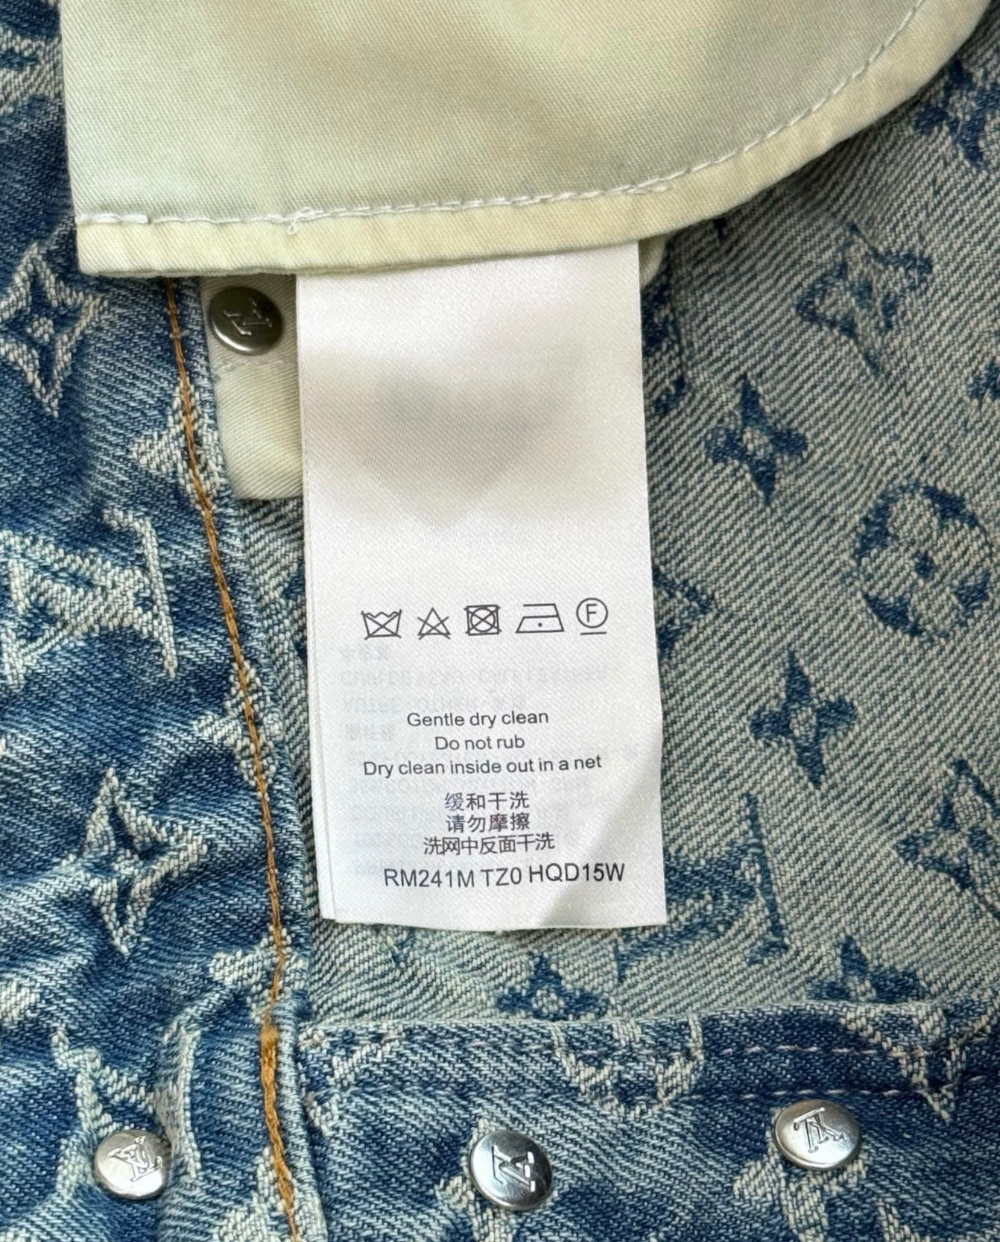 F
Gentle dry clean
Do not rub
Dry clean inside out in a net
缓和干洗
请勿摩擦
洗网中反面干洗
RM241M TZ0 HQD15W